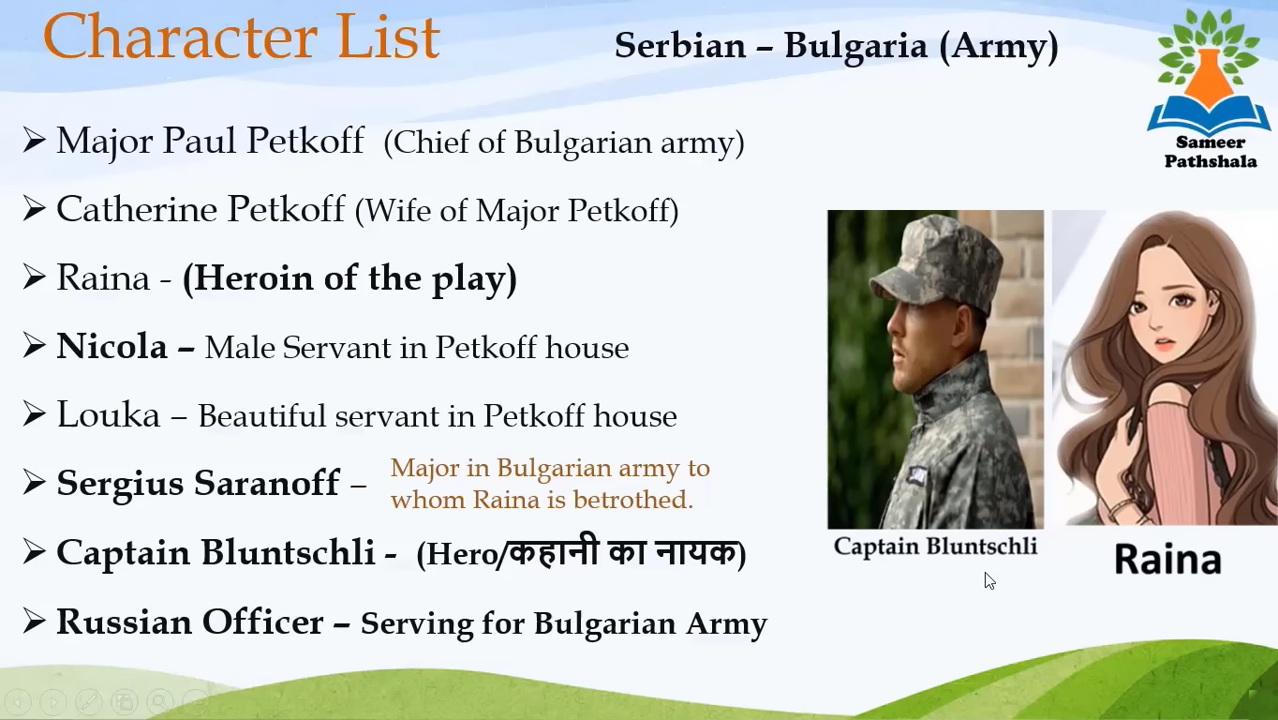 Character List
Serbian – Bulgaria (Army)
Sameer
Pathshala
➢ Major Paul Petkoff (Chief of Bulgarian army)
➢ Catherine Petkoff (Wife of Major Petkoff)
➢ Raina - (Heroin of the play)
➢ Nicola – Male Servant in Petkoff house
➢ Louka – Beautiful servant in Petkoff house
➢ Sergius Saranoff – Major in Bulgarian army to
whom Raina is betrothed.
➢ Captain Bluntschli - (Hero/कहानी का नायक)
➢ Russian Officer – Serving for Bulgarian Army
Captain Bluntschli
Raina